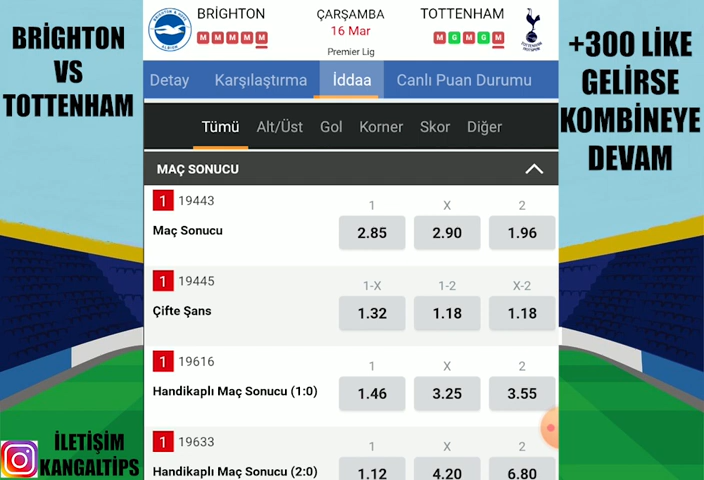 BRİGHTON
VS
TOTTENHAM
BRIGHTON
M M M M M
ÇARŞAMBA
16 Mar
Premier Lig
TOTTENHAM
M G M G M
+300 LİKE
GELİRSE
KOMBİNEYE
DEVAM
Detay Karşılaştırma İddaa Canlı Puan Durumu
Tümü Alt/Üst Gol Korner Skor Diğer
MAÇ SONUCU
1 19443 1 X 2
Maç Sonucu 2.85 2.90 1.96
1 19445 1-X 1-2 X-2
Çifte Şans 1.32 1.18 1.18
1 19616 1 X 2
Handikaplı Maç Sonucu (1:0) 1.46 3.25 3.55
1 19633 1 X 2
Handikaplı Maç Sonucu (2:0) 1.12 4.20 6.80
İLETİŞİM
KANGALTİPS